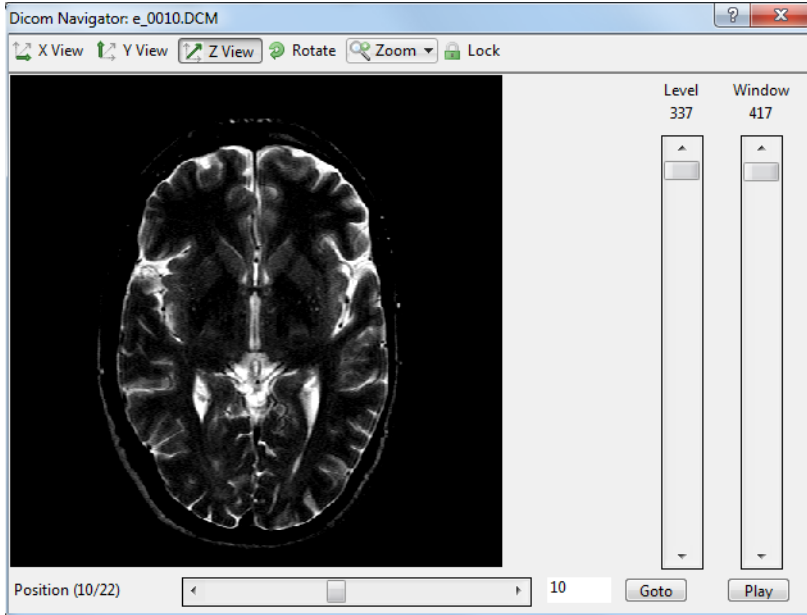 Dicom Navigator: e_0010.DCM
X View Y View Z View Rotate Zoom Lock
Level Window
337 417
Position (10/22) 10 Goto Play